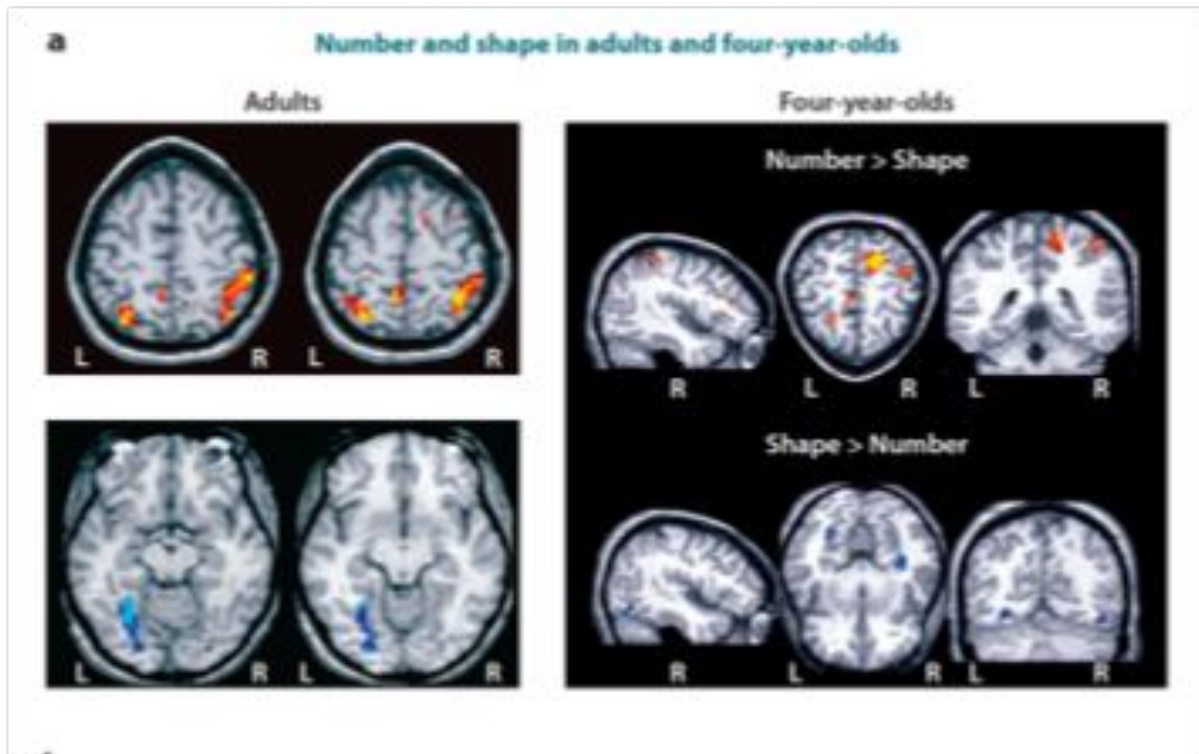 a
Number and shape in adults and four-year-olds
Adults
Four-year-olds
Number > Shape
L R L R
R L R L R
Shape > Number
L R L R
R L R L R